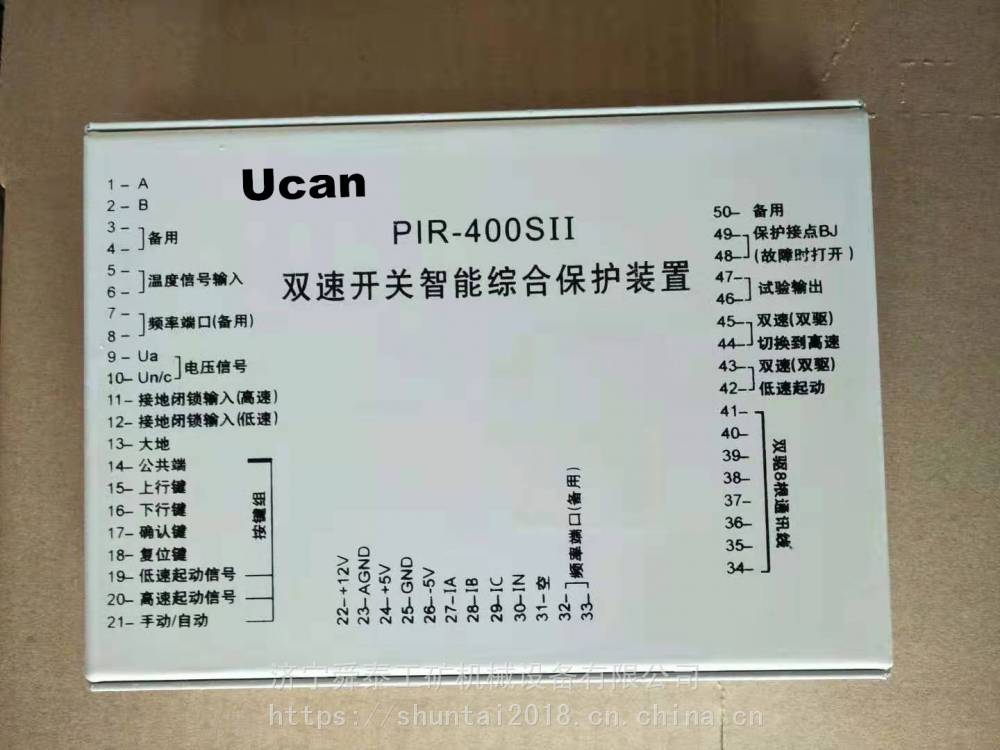 Ucan
PIR-400SII
双速开关智能综合保护装置
1 - A
2 - B
3 -
4 -
备用
5 -
6 -
温度信号输入
7 -
8 -
频率端口(备用)
9 - Ua
10- Un/c
电压信号
11- 接地闭锁输入(高速)
12- 接地闭锁输入(低速)
13- 大地
14- 公共端
15- 上行键
16- 下行键
17- 确认键
18- 复位键
19- 低速起动信号
20- 高速起动信号
21- 手动/自动
按键组
22-+12V
23-AGND
24-+5V
25-GND
26--5V
27-IA
28-IB
29-IC
30-IN
31-空
32-
33-
频率端口(备用)
50- 备用
49- 保护接点BJ
48- (故障时打开)
47-
46-
试验输出
45- 双速(双驱)
44- 切换到高速
43- 双速(双驱)
42- 低速起动
41-
40-
39-
38-
37-
36-
35-
34-
双驱8根通讯线
济宁舜泰工矿机械设备有限公司
https://shuntai2018.cn.china.cn